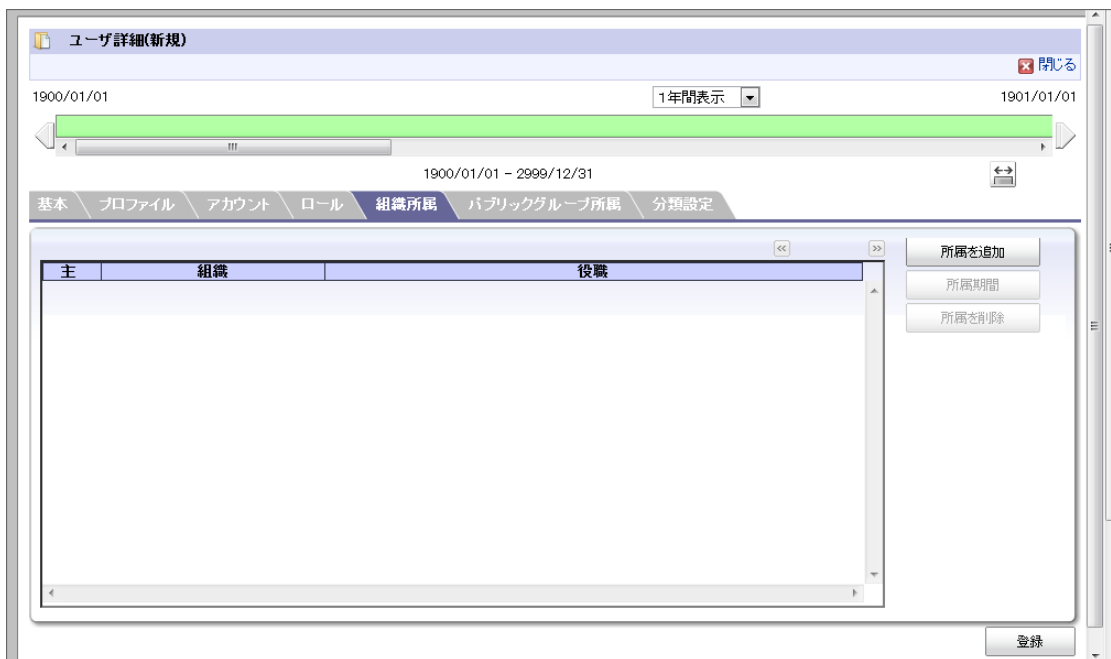 ユーザ詳細(新規)
閉じる
1900/01/01 1年間表示 1901/01/01
1900/01/01 - 2999/12/31
基本 プロファイル アカウント ロール 組織所属 パブリックグループ所属 分類設定
所属を追加
主 組織 役職
所属期間
所属を削除
登録